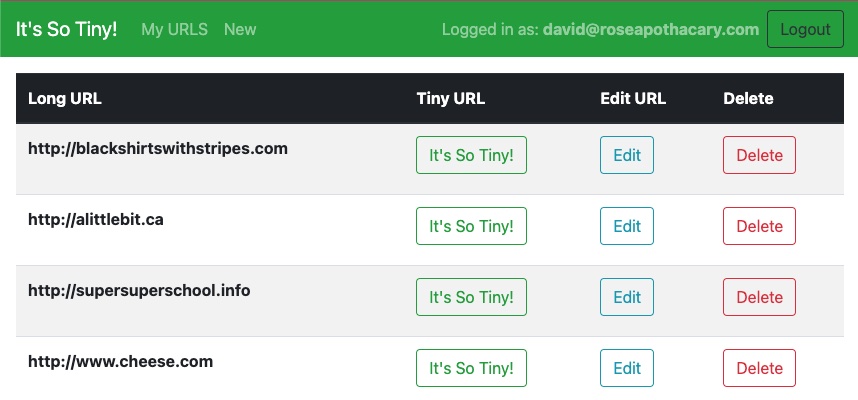 It's So Tiny! My URLS New Logged in as: david@roseapothacary.com Logout
Long URL Tiny URL Edit URL Delete
http://blackshirtswithstripes.com It's So Tiny! Edit Delete
http://alittlebit.ca It's So Tiny! Edit Delete
http://supersuperschool.info It's So Tiny! Edit Delete
http://www.cheese.com It's So Tiny! Edit Delete